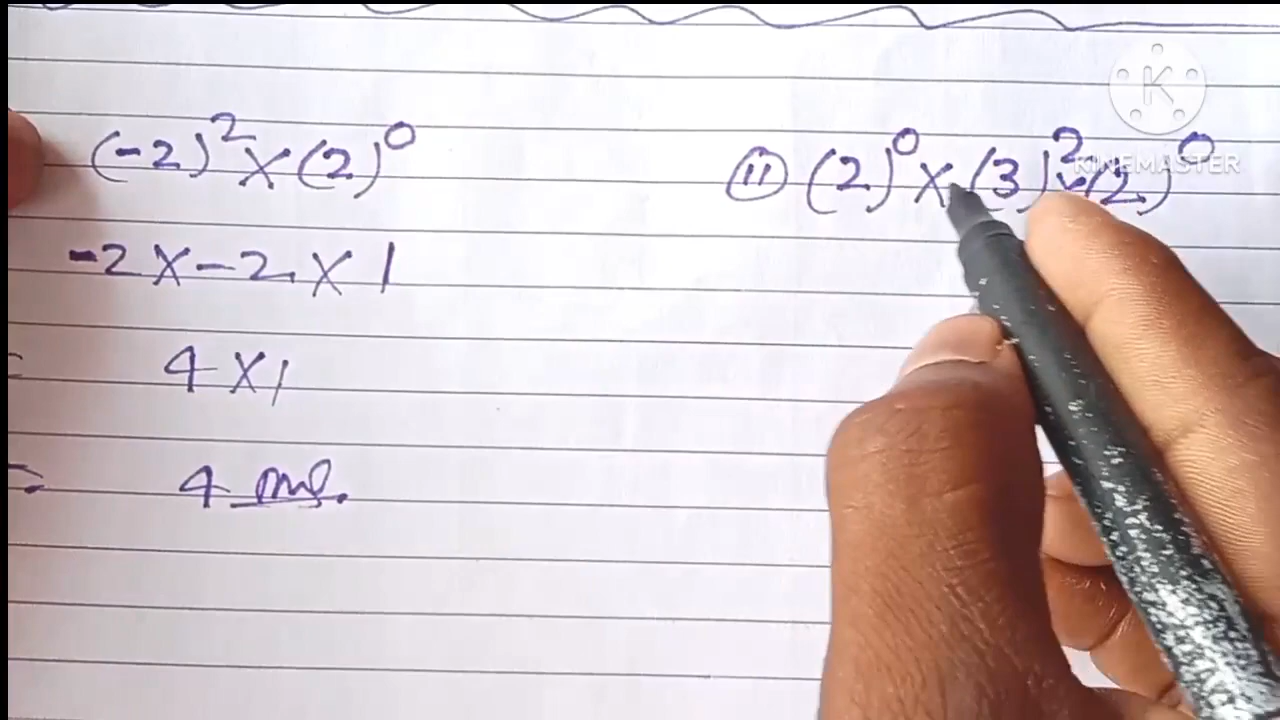 (-2)² × (2)⁰
-2 × -2 × 1
= 4 × 1
= 4 Ans.
(ii) (2)⁰ × (3)² × (2)⁰
KINEMASTER